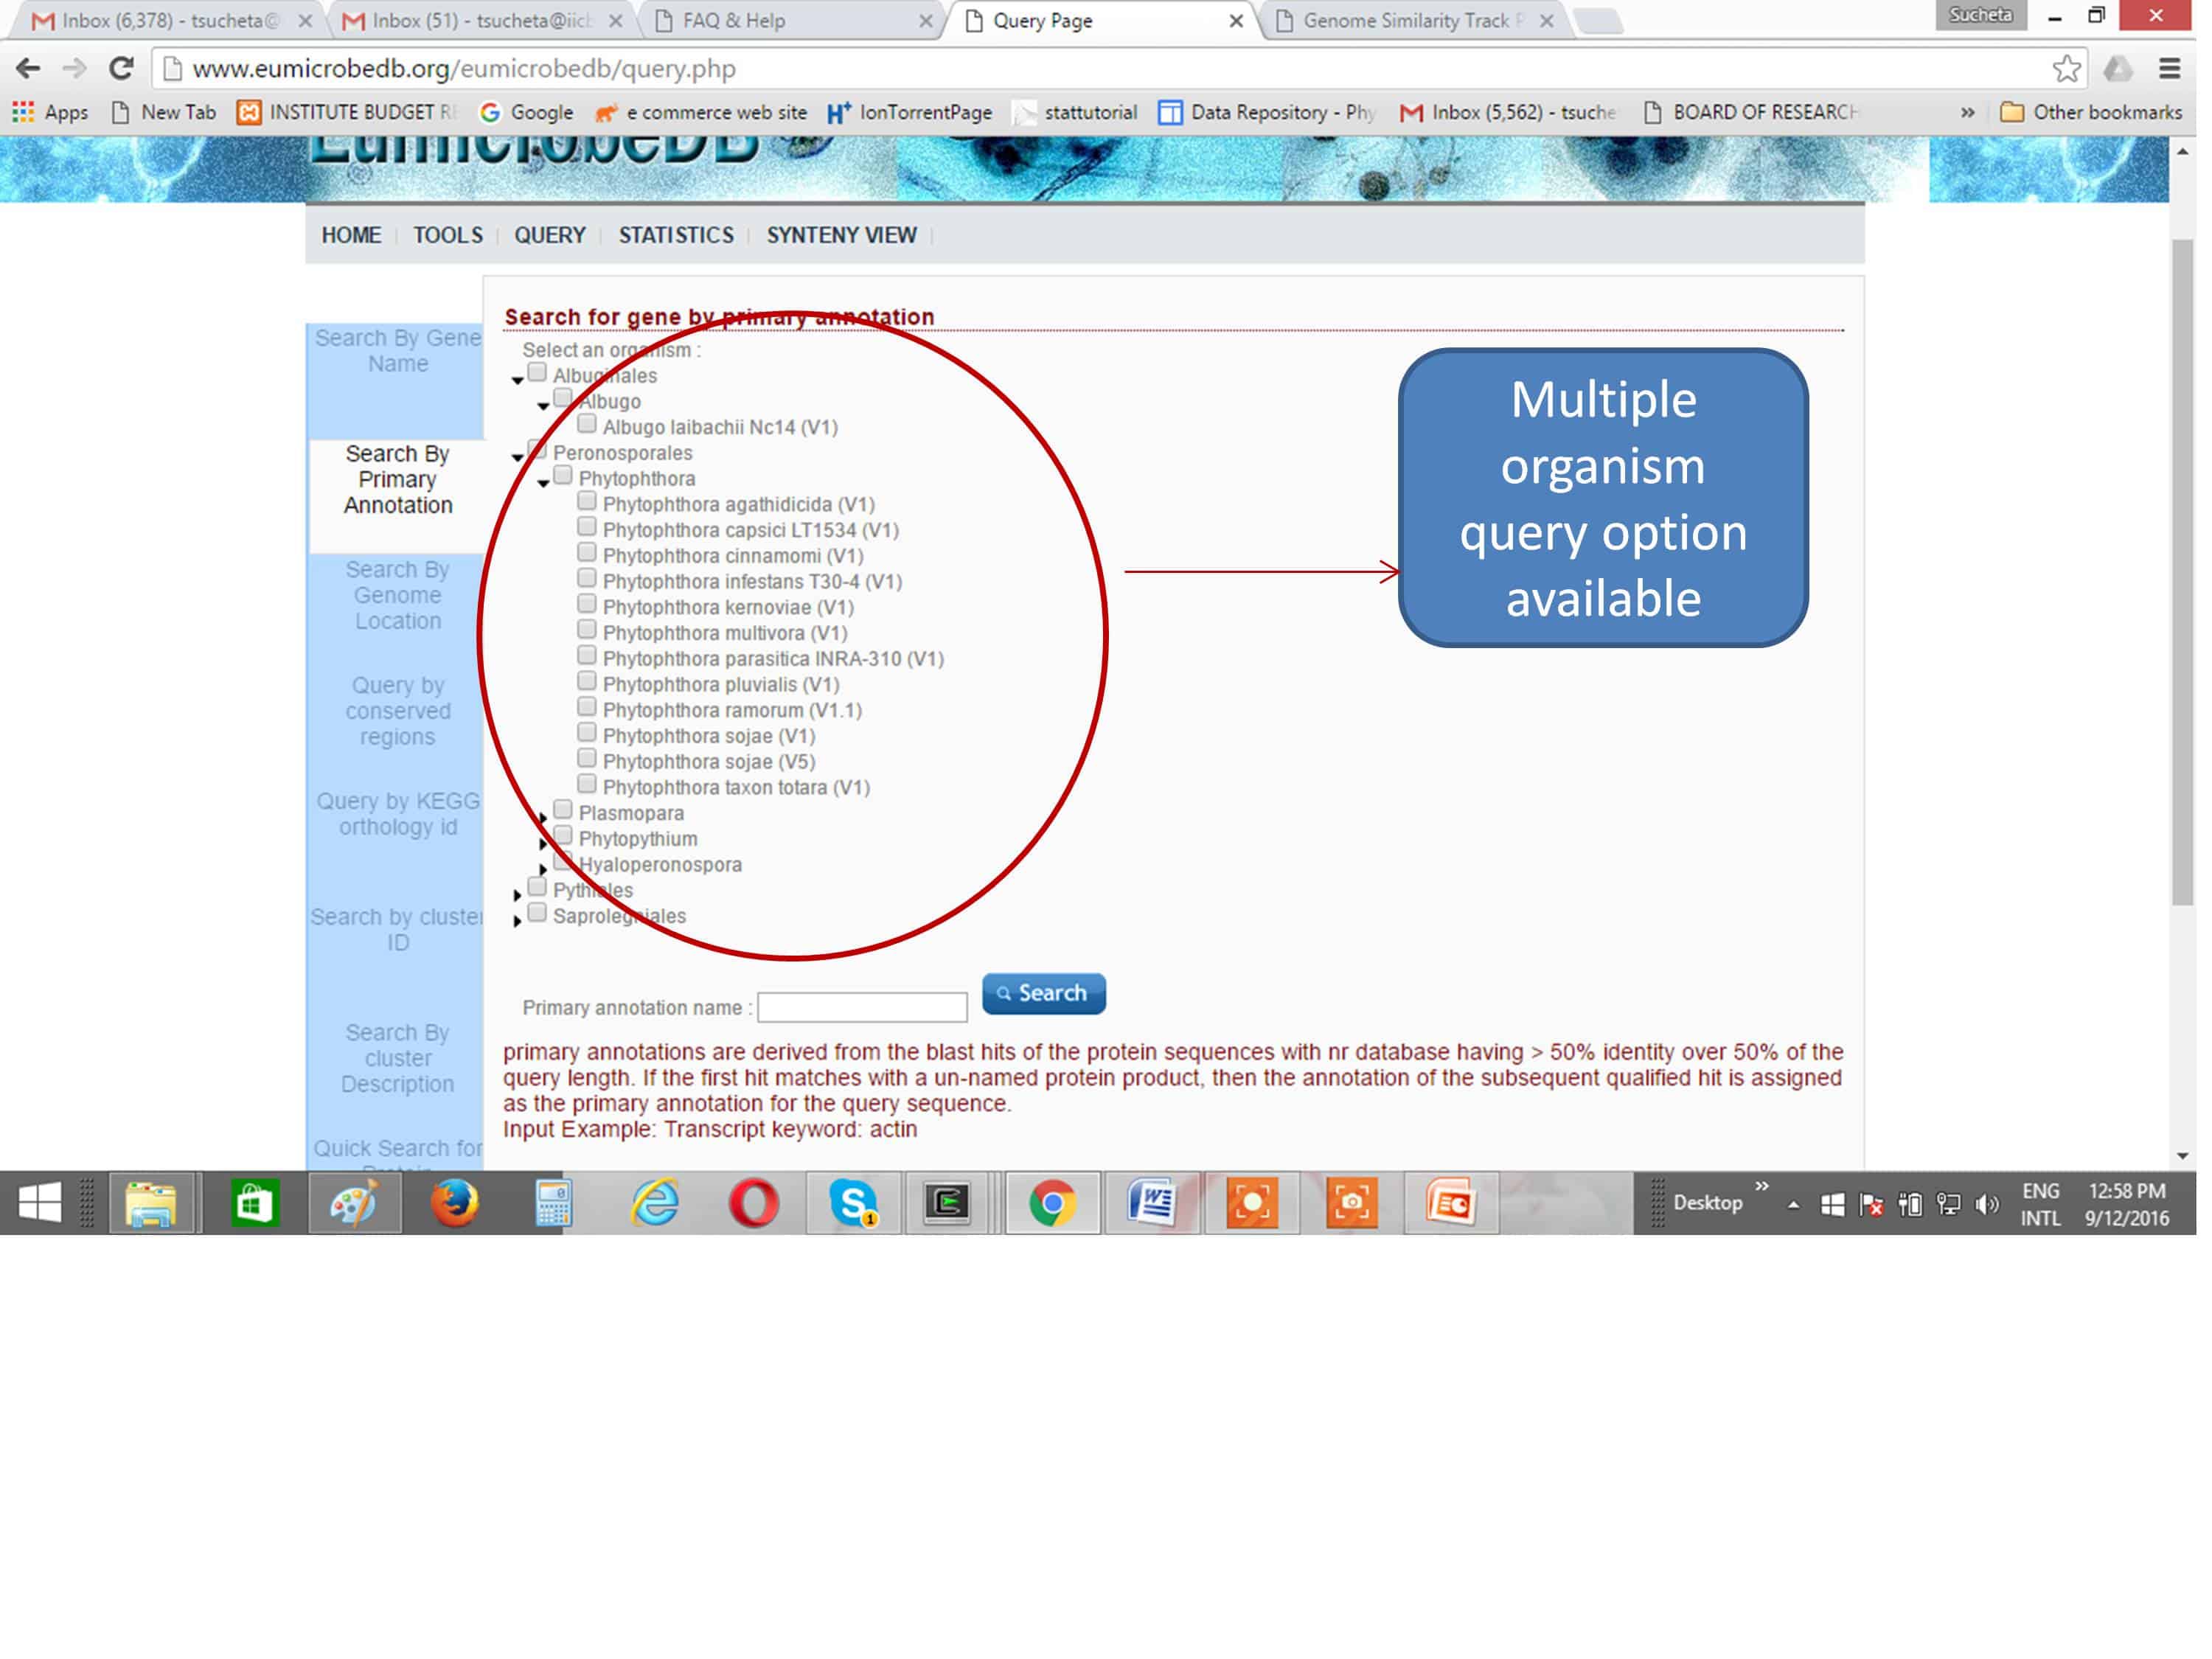 Inbox (6,378) - tsucheta@
Inbox (51) - tsucheta@iicb
FAQ & Help
Query Page
Genome Similarity Track P
Sucheta
www.eumicrobedb.org/eumicrobedb/query.php
Apps
New Tab
INSTITUTE BUDGET RE
Google
e commerce web site
IonTorrentPage
stattutorial
Data Repository - Phy
Inbox (5,562) - tsuche
BOARD OF RESEARCH
»
Other bookmarks
EumicrobeDB
HOME
TOOLS
QUERY
STATISTICS
SYNTENY VIEW
Search By Gene
Name
Search By
Primary
Annotation
Search By
Genome
Location
Query by
conserved
regions
Query by KEGG
orthology id
Search by cluster
ID
Search By
cluster
Description
Quick Search for
Search for gene by primary annotation
Select an organism :
Albuginales
Albugo
Albugo laibachii Nc14 (V1)
Peronosporales
Phytophthora
Phytophthora agathidicida (V1)
Phytophthora capsici LT1534 (V1)
Phytophthora cinnamomi (V1)
Phytophthora infestans T30-4 (V1)
Phytophthora kernoviae (V1)
Phytophthora multivora (V1)
Phytophthora parasitica INRA-310 (V1)
Phytophthora pluvialis (V1)
Phytophthora ramorum (V1.1)
Phytophthora sojae (V1)
Phytophthora sojae (V5)
Phytophthora taxon totara (V1)
Plasmopara
Phytopythium
Hyaloperonospora
Pythiales
Saprolegniales
Multiple
organism
query option
available
Primary annotation name :
Search
primary annotations are derived from the blast hits of the protein sequences with nr database having > 50% identity over 50% of the
query length. If the first hit matches with a un-named protein product, then the annotation of the subsequent qualified hit is assigned
as the primary annotation for the query sequence.
Input Example: Transcript keyword: actin
Desktop
»
ENG
INTL
12:58 PM
9/12/2016